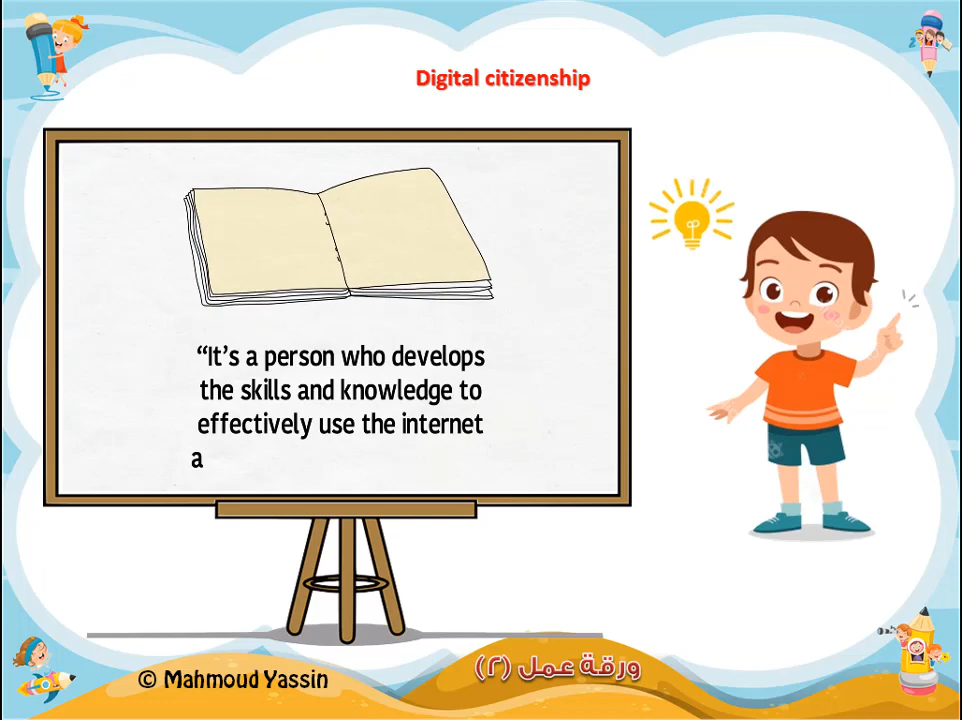 Digital citizenship
“It’s a person who develops
the skills and knowledge to
effectively use the internet
a
© Mahmoud Yassin
ورقة عمل (٢)